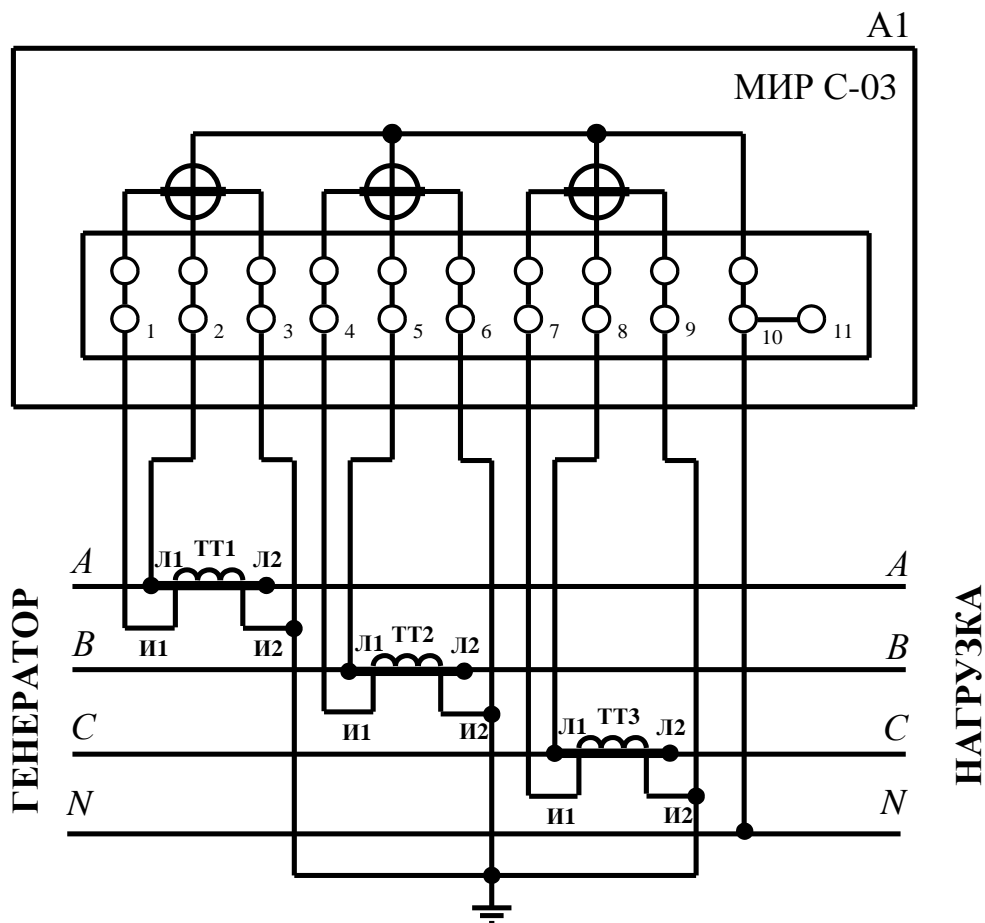 А1
МИР С-03
1 2 3 4 5 6 7 8 9 10 11
A Л1 ТТ1 Л2 A
И1 И2
B Л1 ТТ2 Л2 B
И1 И2
C Л1 ТТ3 Л2 C
И1 И2
N N
ГЕНЕРАТОР
НАГРУЗКА